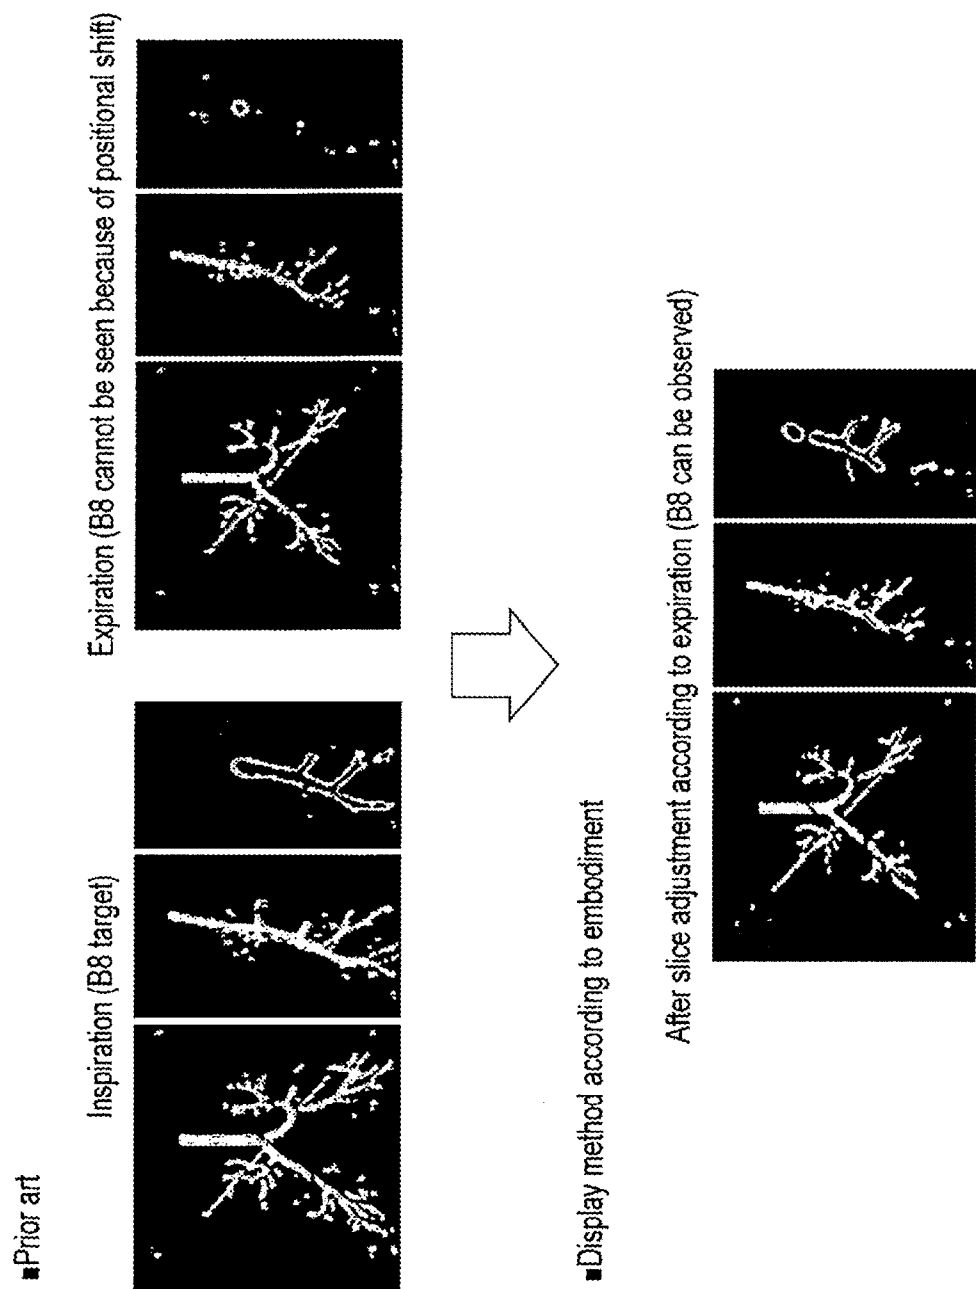 ■Prior art
Inspiration (B8 target)
Expiration (B8 cannot be seen because of positional shift)
■Display method according to embodiment
After slice adjustment according to expiration (B8 can be observed)